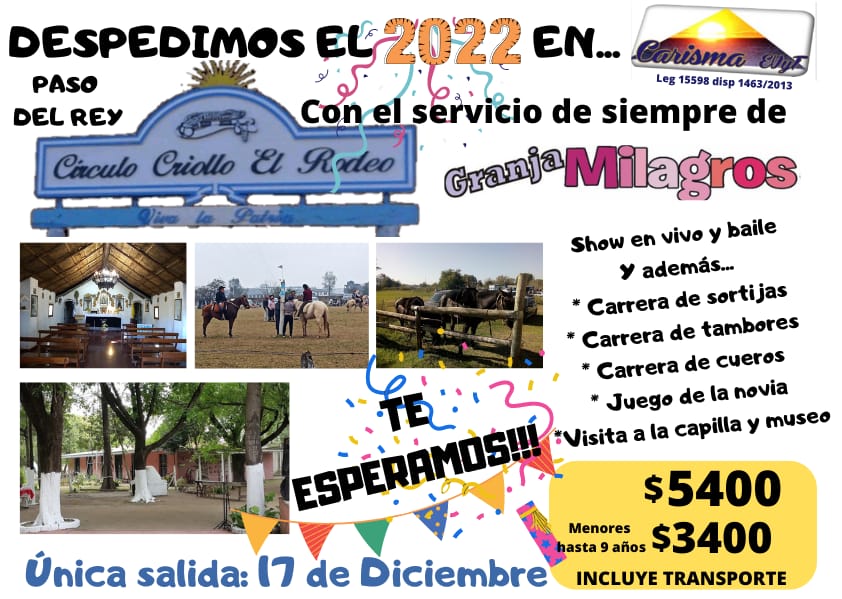 DESPEDIMOS EL 2022 EN...
Carisma EVyT
Leg 15598 disp 1463/2013
PASO
DEL REY
Con el servicio de siempre de
Círculo Criollo El Rodeo
Viva la Patria
Granja Milagros
Show en vivo y baile
Y además...
* Carrera de sortijas
* Carrera de tambores
* Carrera de cueros
* Juego de la novia
*Visita a la capilla y museo
TE
ESPERAMOS!!!
$5400
Menores
hasta 9 años $3400
INCLUYE TRANSPORTE
Única salida: 17 de Diciembre